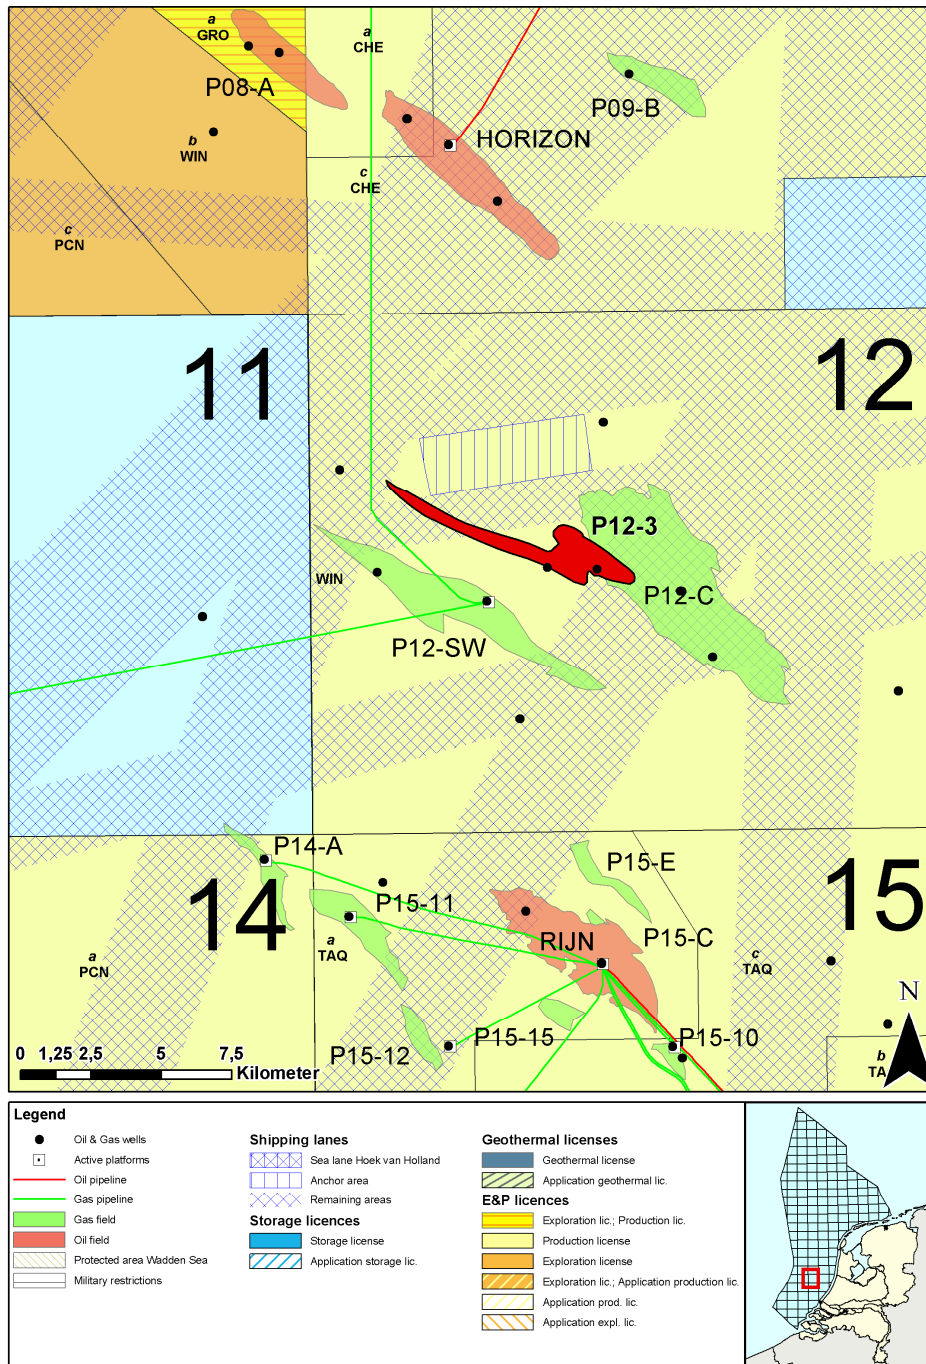 a
GRO
a
CHE
P08-A
P09-B
HORIZON
b
WIN
c
CHE
c
PCN
11
12
P12-3
WIN
P12-C
P12-SW
P14-A
P15-E
P15-11
14
15
RIJN
P15-C
a
TAQ
a
PCN
c
TAQ
N
P15-12
P15-15
P15-10
0 1,25 2,5 5 7,5
Kilometer
b
Legend
Oil & Gas wells
Active platforms
Oil pipeline
Gas pipeline
Gas field
Oil field
Protected area Wadden Sea
Military restrictions
Shipping lanes
Sea lane Hoek van Holland
Anchor area
Remaining areas
Storage licences
Storage license
Application storage lic.
Geothermal licenses
Geothermal license
Application geothermal lic.
E&P licences
Exploration lic.; Production lic.
Production license
Exploration license
Exploration lic.; Application production lic.
Application prod. lic.
Application expl. lic.